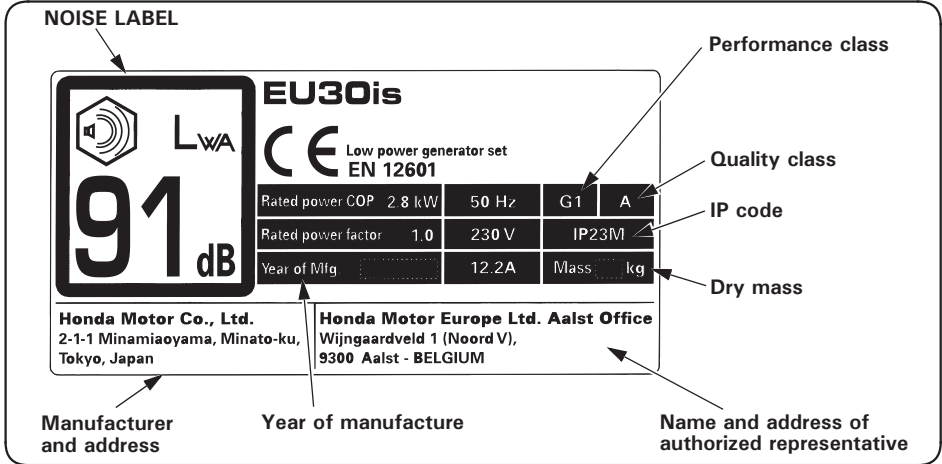 NOISE LABEL
Performance class
EU30is
LWA
CE Low power generator set
EN 12601
Quality class
91 dB
Rated power COP 2.8 kW 50 Hz G1 A
IP code
Rated power factor 1.0 230 V IP23M
Year of Mfg. 12.2A Mass kg
Dry mass
Honda Motor Co., Ltd.
2-1-1 Minamiaoyama, Minato-ku,
Tokyo, Japan
Honda Motor Europe Ltd. Aalst Office
Wijngaardveld 1 (Noord V),
9300 Aalst - BELGIUM
Manufacturer
and address
Year of manufacture
Name and address of
authorized representative